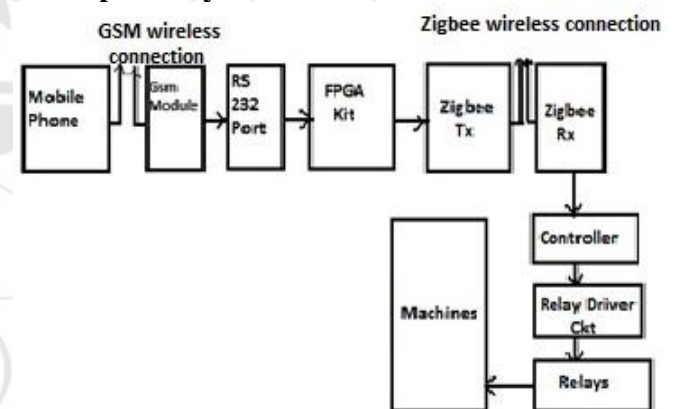 GSM wireless
connection
Zigbee wireless connection
Mobile
Phone
Gsm
Module
RS
232
Port
FPGA
Kit
Zigbee
Tx
Zigbee
Rx
Controller
Relay Driver
Ckt
Relays
Machines